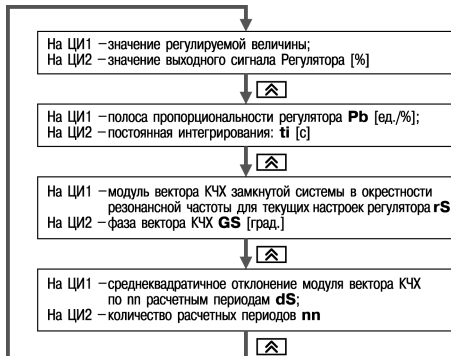 На ЦИ1 – значение регулируемой величины;
На ЦИ2 – значение выходного сигнала Регулятора [%]
На ЦИ1 – полоса пропорциональности регулятора Pb [ед./%];
На ЦИ2 – постоянная интегрирования: ti [с]
На ЦИ1 – модуль вектора КЧХ замкнутой системы в окрестности
резонансной частоты для текущих настроек регулятора rS
На ЦИ2 – фаза вектора КЧХ GS [град.]
На ЦИ1 – среднеквадратичное отклонение модуля вектора КЧХ
по nn расчетным периодам dS;
На ЦИ2 – количество расчетных периодов nn